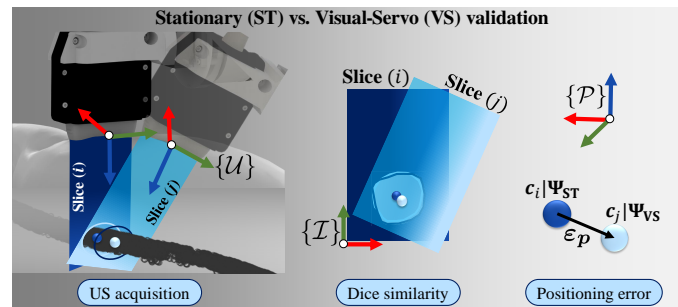 Stationary (ST) vs. Visual-Servo (VS) validation
Slice (i)
Slice (j)
{U}
US acquisition
Slice (i)
Slice (j)
{I}
Dice similarity
{P}
c_i|Ψ_ST
c_j|Ψ_VS
ε_p
Positioning error